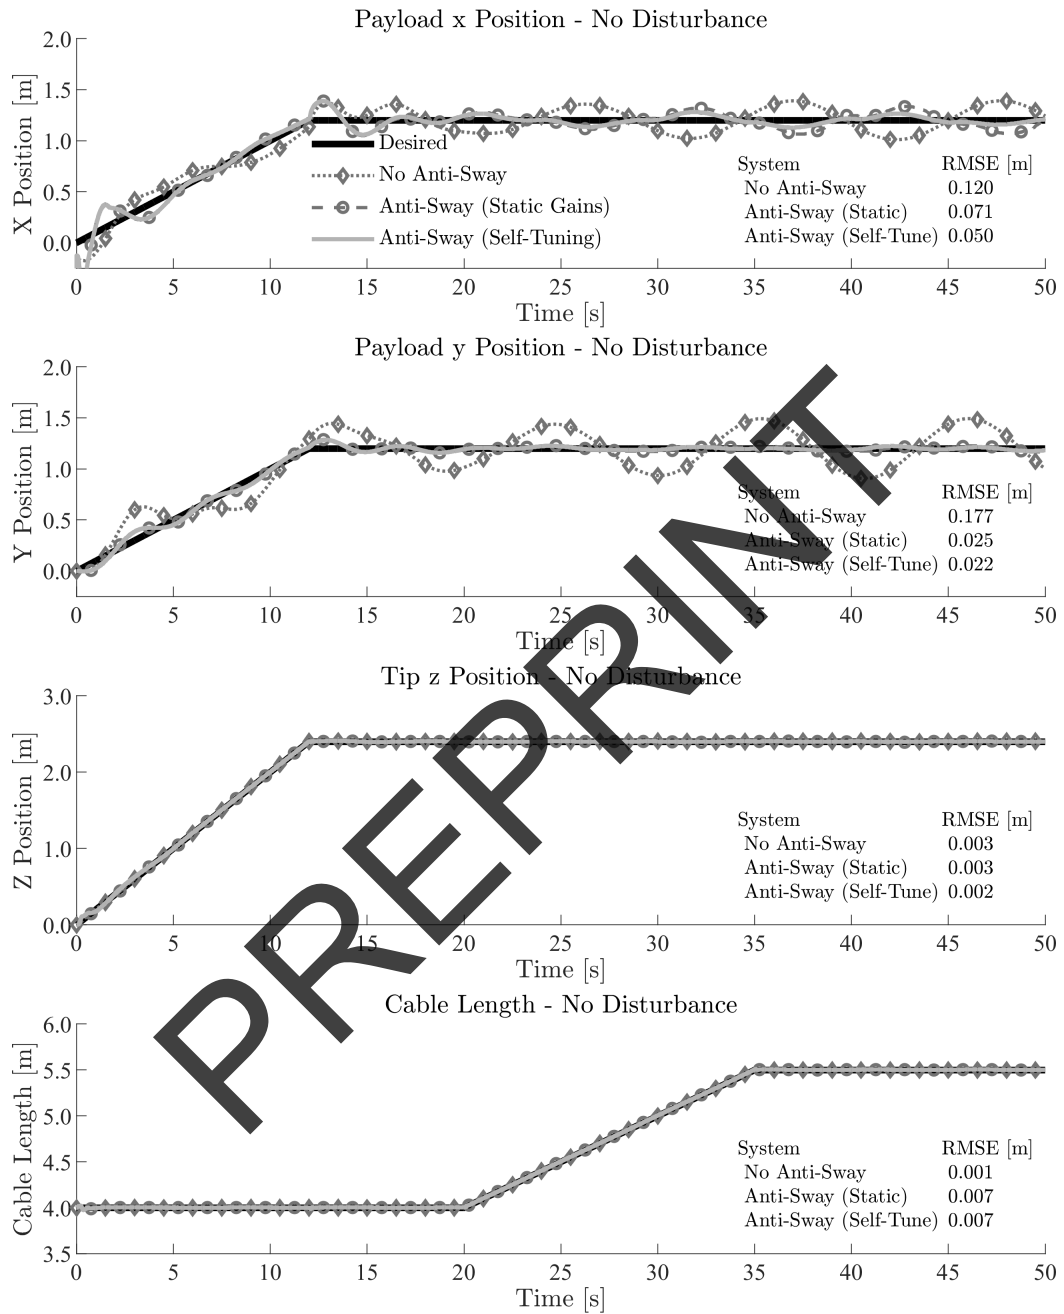 Payload x Position - No Disturbance
2.0
1.5
1.0
0.5
0.0
X Position [m]
Desired
No Anti-Sway
Anti-Sway (Static Gains)
Anti-Sway (Self-Tuning)
System RMSE [m]
No Anti-Sway 0.120
Anti-Sway (Static) 0.071
Anti-Sway (Self-Tune) 0.050
0 5 10 15 20 25 30 35 40 45 50
Time [s]
Payload y Position - No Disturbance
2.0
1.5
1.0
0.5
0.0
Y Position [m]
System RMSE [m]
No Anti-Sway 0.177
Anti-Sway (Static) 0.025
Anti-Sway (Self-Tune) 0.022
0 5 10 15 20 25 30 35 40 45 50
Time [s]
Tip z Position - No Disturbance
3.0
2.0
1.0
0.0
Z Position [m]
System RMSE [m]
No Anti-Sway 0.003
Anti-Sway (Static) 0.003
Anti-Sway (Self-Tune) 0.002
0 5 10 15 20 25 30 35 40 45 50
Time [s]
Cable Length - No Disturbance
6.0
5.5
5.0
4.5
4.0
3.5
Cable Length [m]
System RMSE [m]
No Anti-Sway 0.001
Anti-Sway (Static) 0.007
Anti-Sway (Self-Tune) 0.007
0 5 10 15 20 25 30 35 40 45 50
Time [s]
PREPRINT